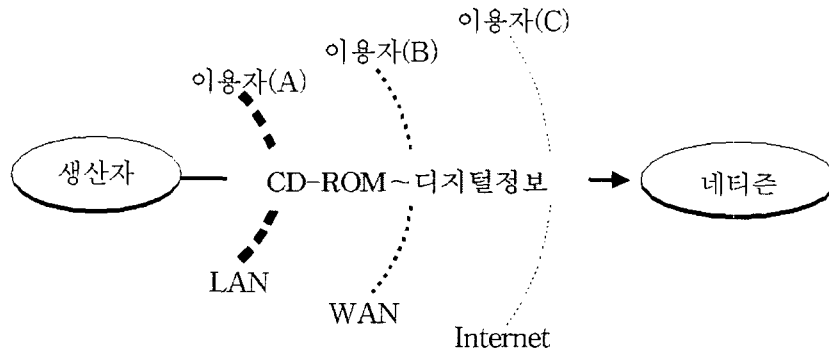 이용자(C)
이용자(B)
이용자(A)
생산자
CD-ROM~디지털정보
네티즌
LAN
WAN
Internet